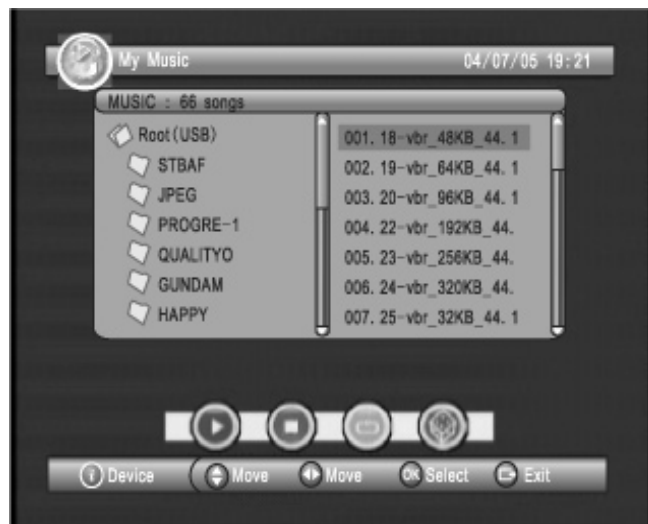 My Music 04/07/05 19:21
MUSIC : 66 songs
Root(USB)
STBAF
JPEG
PROGRE-1
QUALITYO
GUNDAM
HAPPY
001. 18-vbr_48KB_44. 1
002. 19-vbr_64KB_44. 1
003. 20-vbr_96KB_44. 1
004. 22-vbr_192KB_44.
005. 23-vbr_256KB_44.
006. 24-vbr_320KB_44.
007. 25-vbr_32KB_44. 1
i Device Move Move OK Select Exit